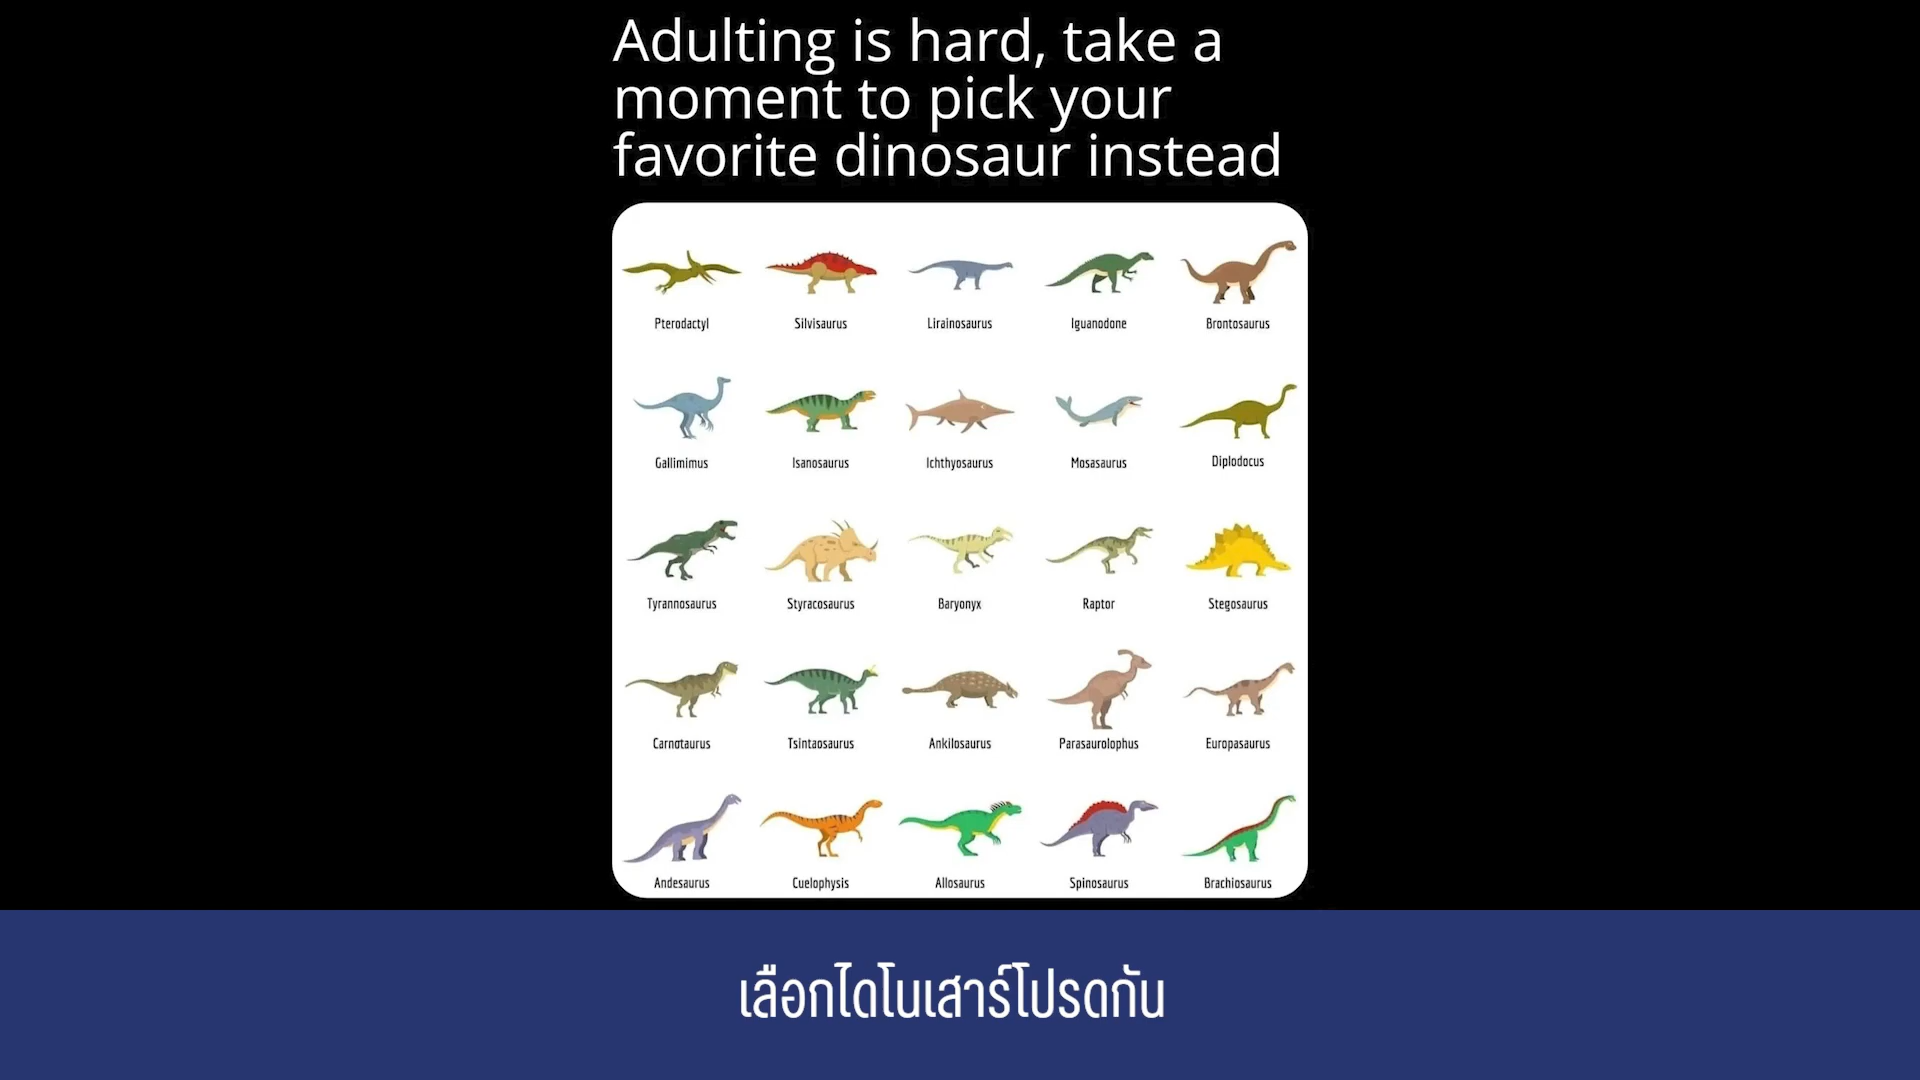 Adulting is hard, take a
moment to pick your
favorite dinosaur instead
Pterodactyl
Silvisaurus
Lirainosaurus
Iguanodone
Brontosaurus
Gallimimus
Isanosaurus
Ichthyosaurus
Mosasaurus
Diplodocus
Tyrannosaurus
Styracosaurus
Baryonyx
Raptor
Stegosaurus
Carnotaurus
Tsintaosaurus
Ankilosaurus
Parasaurolophus
Europasaurus
Andesaurus
Cuelophysis
Allosaurus
Spinosaurus
Brachiosaurus
เลือกไดโนเสาร์โปรดกัน